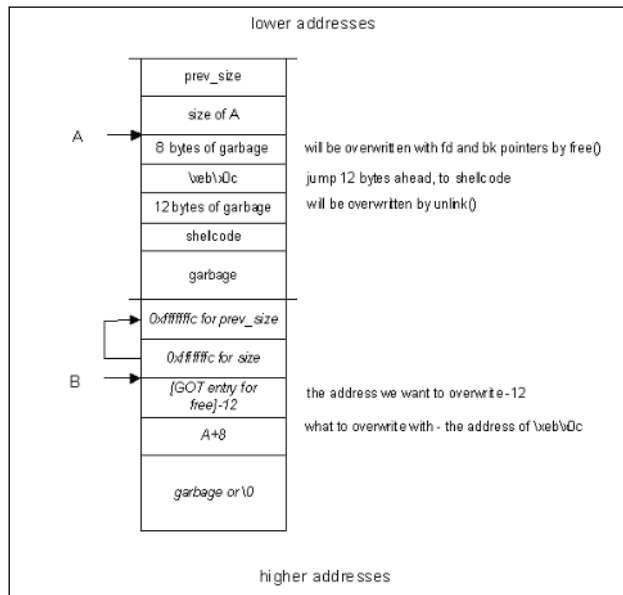 lower addresses
prev_size
size of A
A
8 bytes of garbage
will be overwritten with fd and bk pointers by free()
\xeb\x0c
jump 12 bytes ahead, to shellcode
12 bytes of garbage
will be overwritten by unlink()
shellcode
garbage
0xfffffffc for prev_size
0xfffffffc for size
B
[GOT entry for
free]-12
the address we want to overwrite-12
A+8
what to overwrite with - the address of \xeb\x0c
garbage or \0
higher addresses